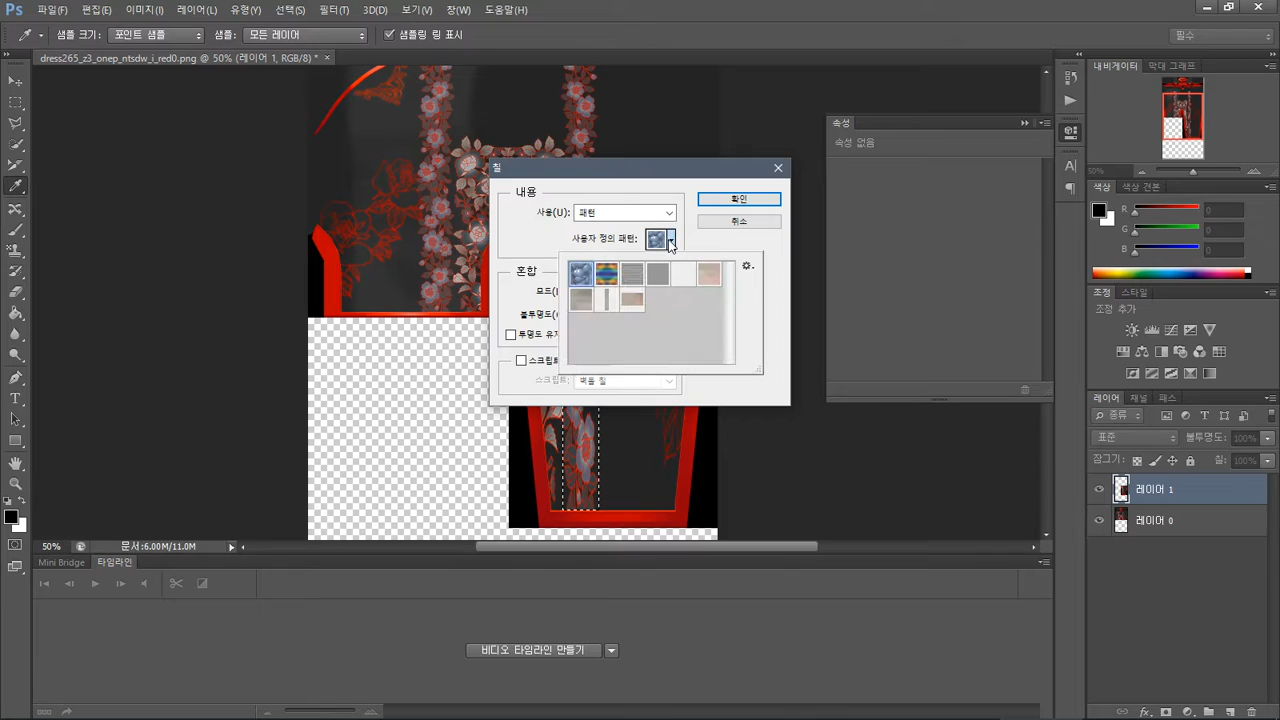 Ps 파일(F) 편집(E) 이미지(I) 레이어(L) 유형(Y) 선택(S) 필터(T) 3D(D) 보기(V) 창(W) 도움말(H)
샘플 크기: 포인트 샘플 샘플: 모든 레이어 샘플링 링 표시 필수
dress265_z3_onep_ntsdw_i_red0.png @ 50% (레이어 1, RGB/8) *
내비게이터 막대 그래프
속성
속성 없음
칠
내용
사용(U): 패턴
사용자 정의 패턴:
확인
취소
혼합
모드(
불투명도(
투명도 유
스크립트
스크립트: 벽돌 칠
50%
색상 색상 견본
R 0
G 0
B 0
조정 스타일
조정 추가
레이어 채널 패스
종류
표준 불투명도: 100%
잠그기: 칠: 100%
레이어 1
레이어 0
50% 문서:6.00M/11.0M
Mini Bridge 타임라인
비디오 타임라인 만들기